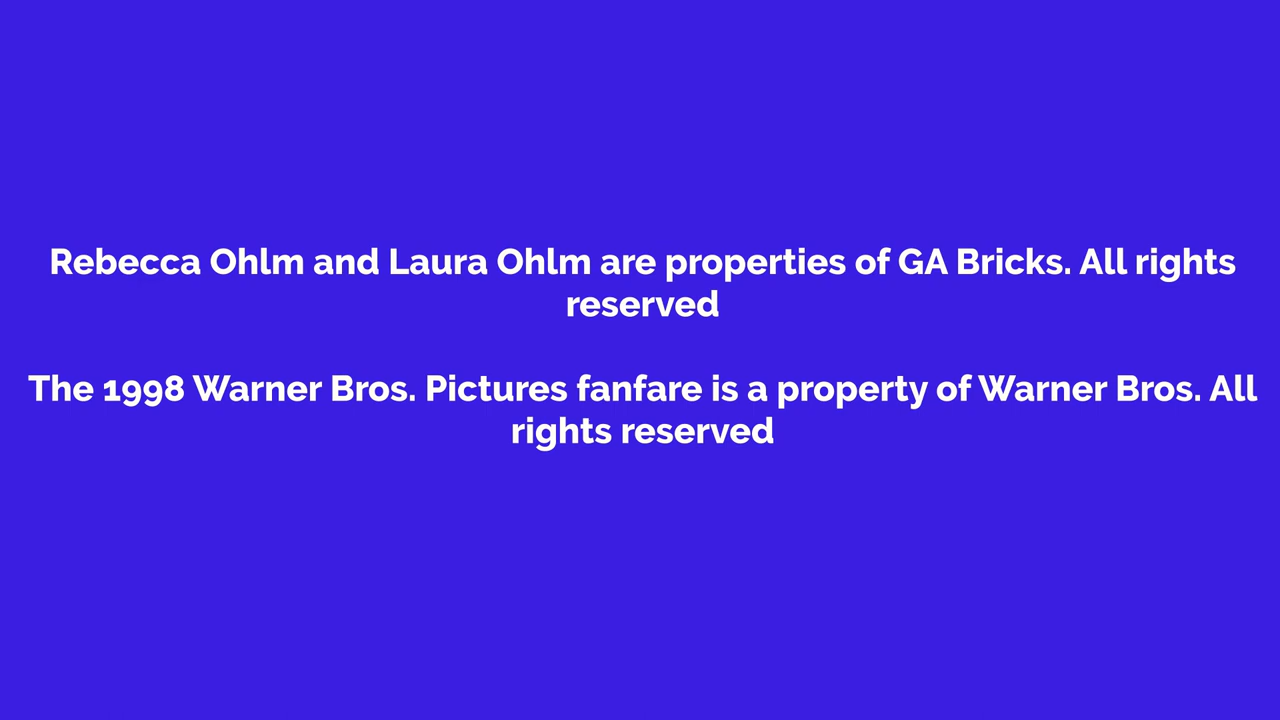 Rebecca Ohlm and Laura Ohlm are properties of GA Bricks. All rights
reserved
The 1998 Warner Bros. Pictures fanfare is a property of Warner Bros. All
rights reserved